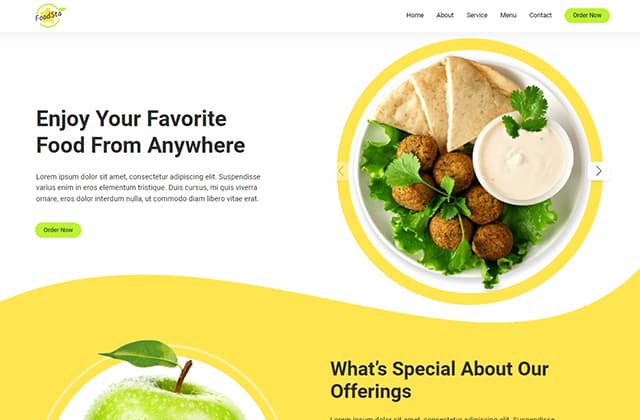 FoodSto
Home About Service Menu Contact Order Now
Enjoy Your Favorite
Food From Anywhere
Lorem ipsum dolor sit amet, consectetur adipiscing elit. Suspendisse
varius enim in eros elementum tristique. Duis cursus, mi quis viverra
ornare, eros dolor interdum nulla, ut commodo diam libero vitae erat.
Order Now
What's Special About Our
Offerings